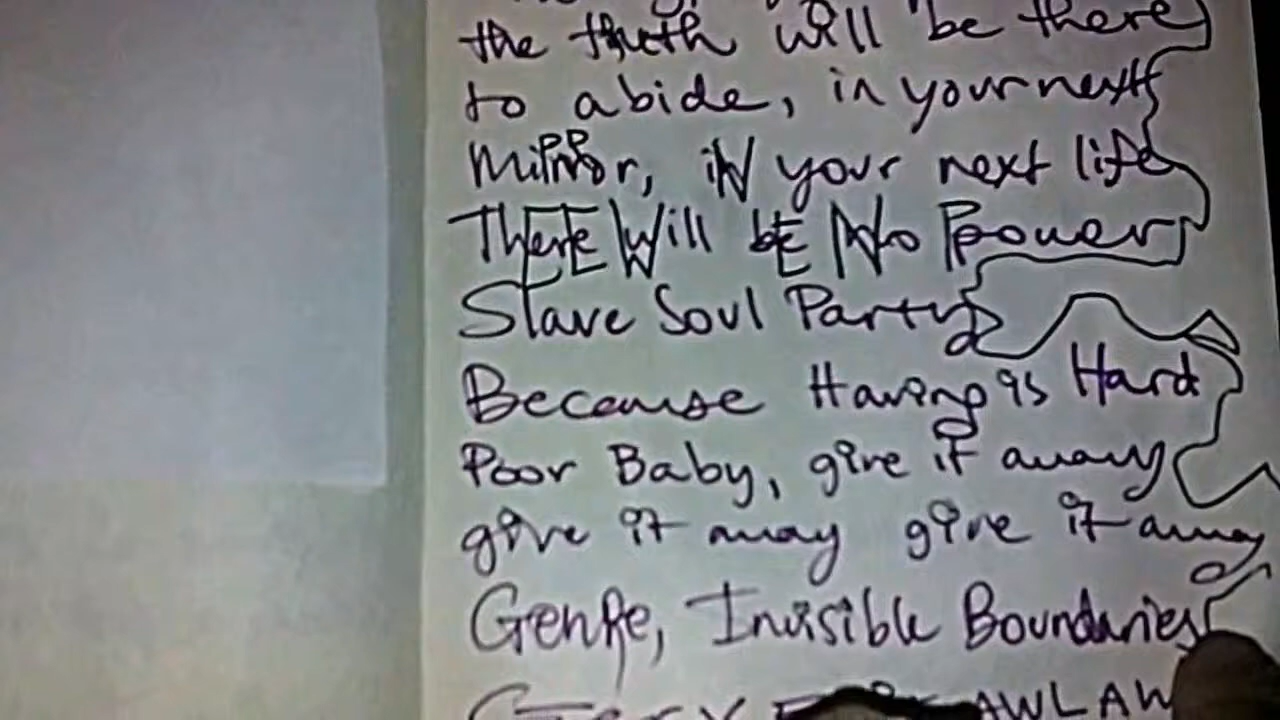 the truth will be there
to abide, in your next
Mirror, iN your next life
ThERE Will bE No Ppower
Slave Soul Party
Because Having is Hard
Poor Baby, give it away
give it away give it away
GenRe, Invisible Boundaries
LAW